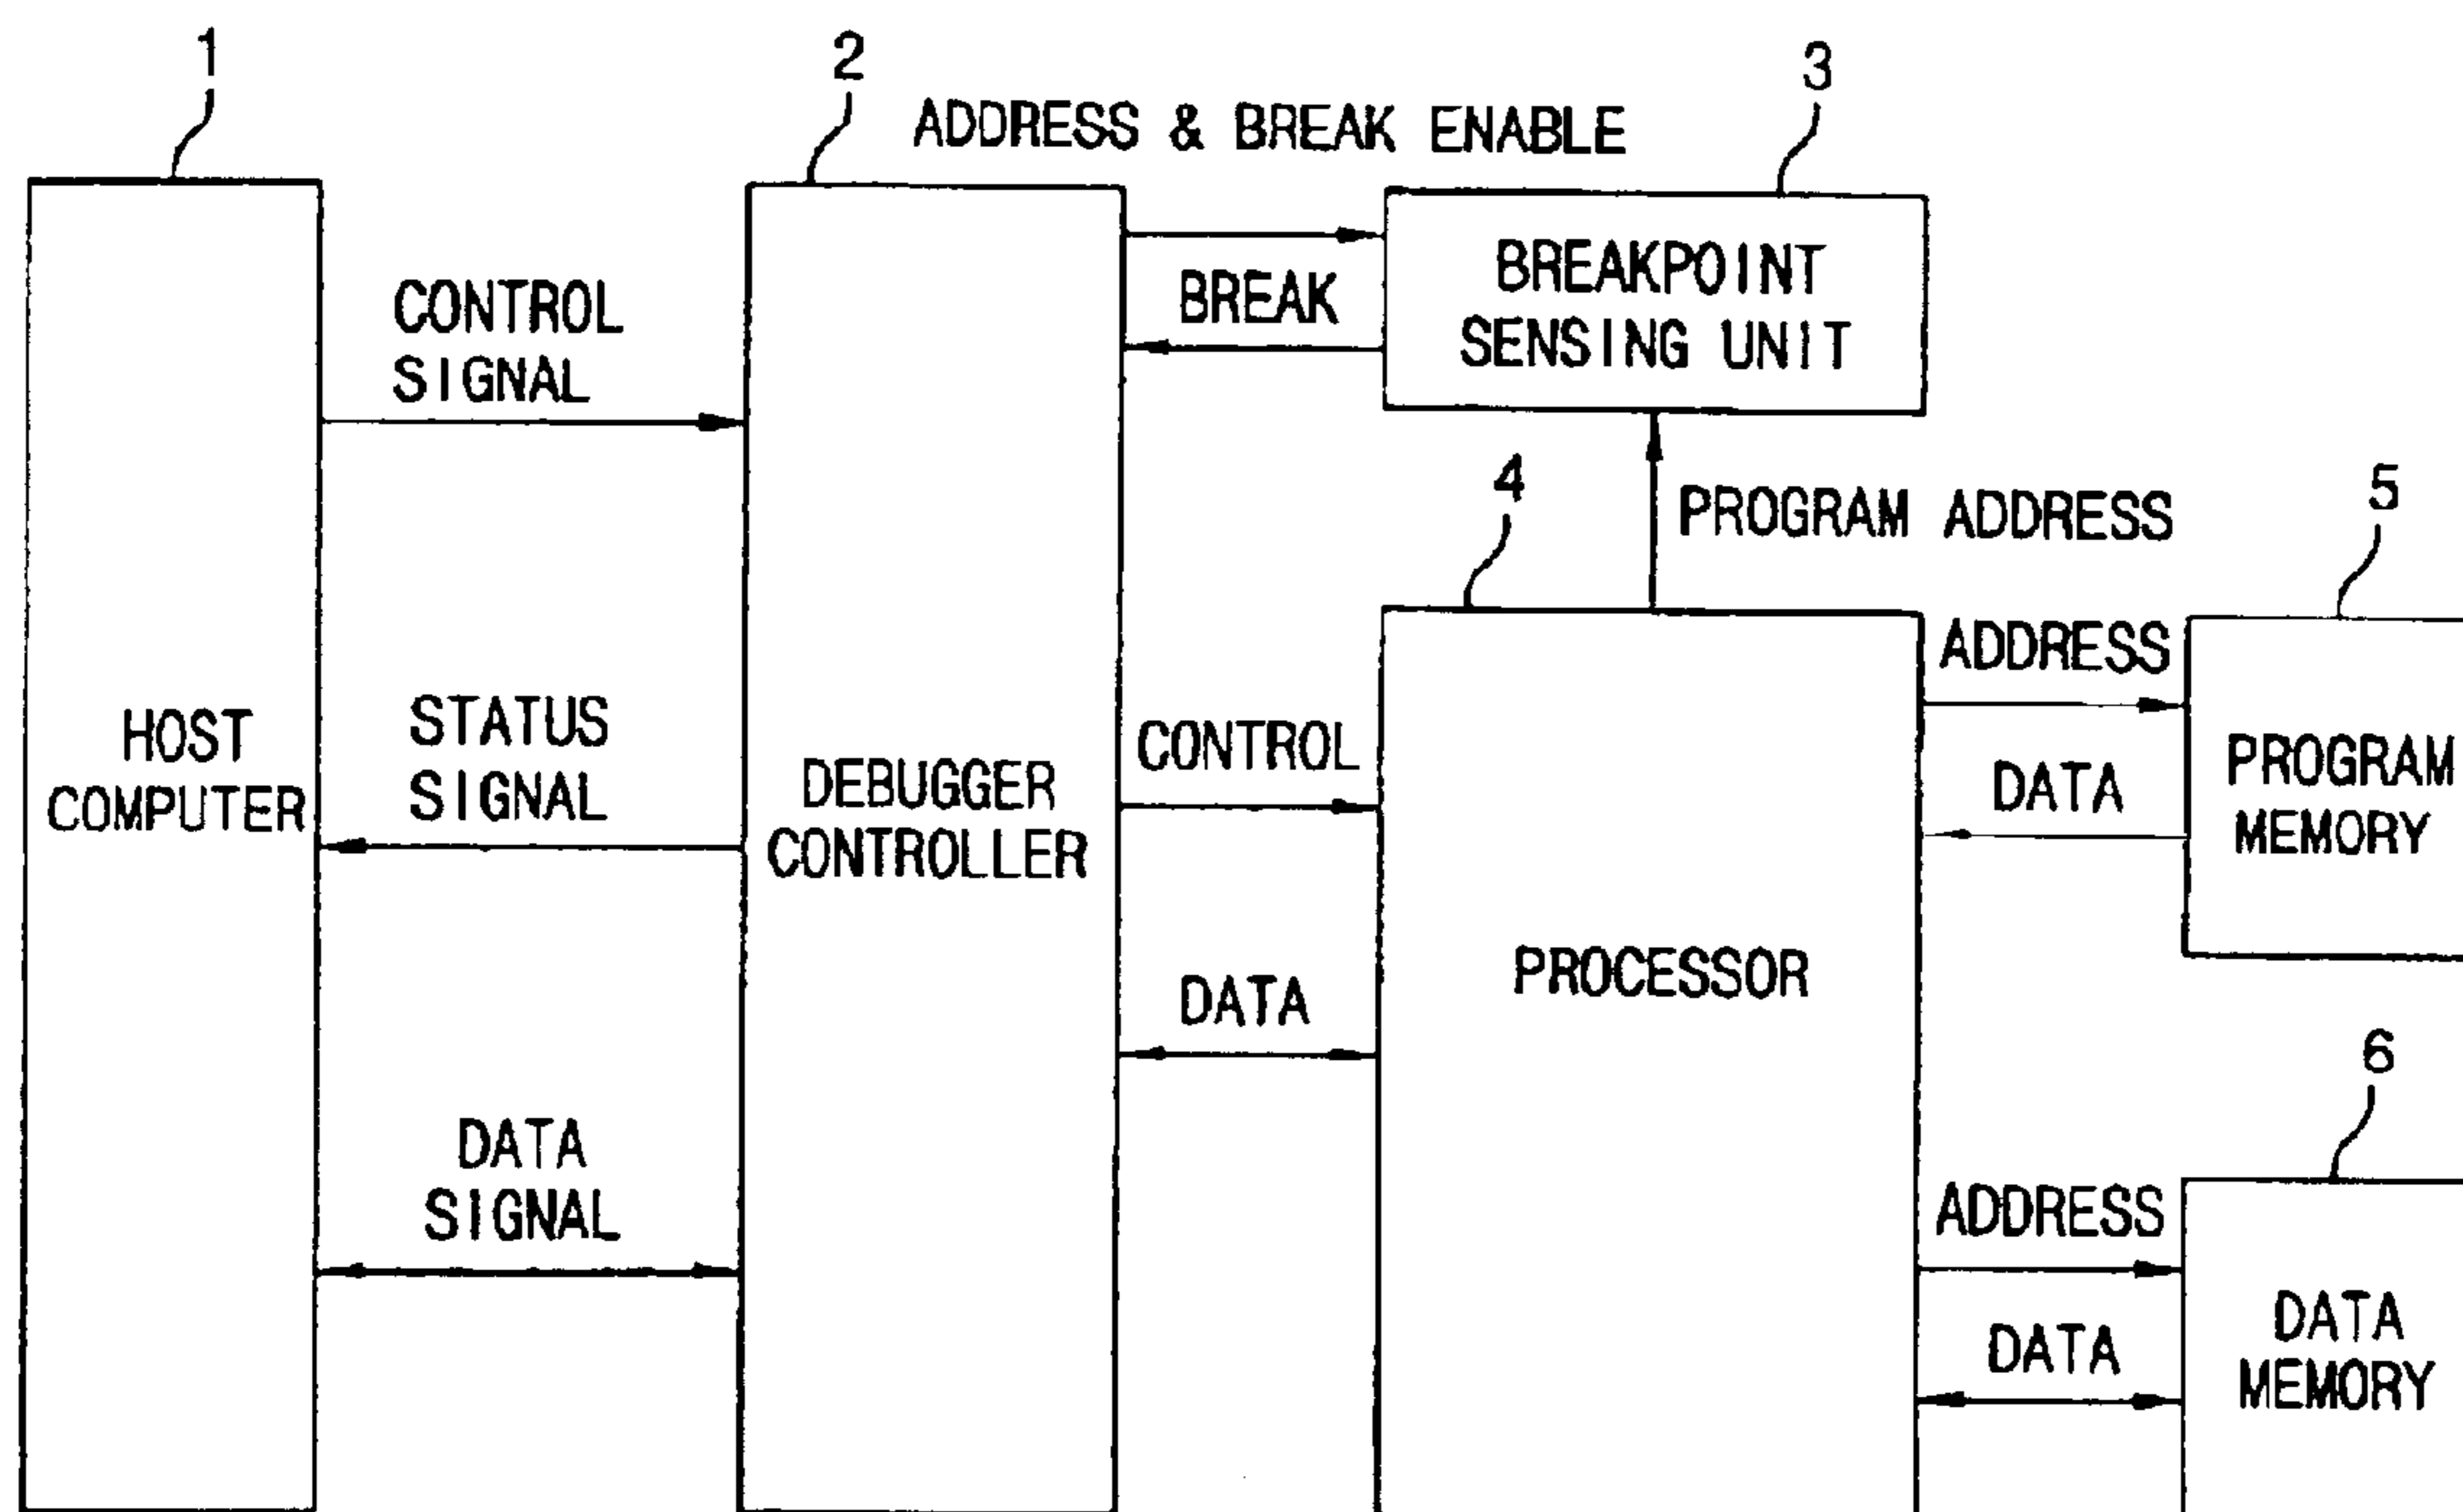 1
2
ADDRESS & BREAK ENABLE
3
BREAKPOINT
SENSING UNIT
BREAK
CONTROL
SIGNAL
4
PROGRAM ADDRESS
5
ADDRESS
HOST
COMPUTER
STATUS
SIGNAL
DEBUGGER
CONTROLLER
CONTROL
DATA
PROGRAM
MEMORY
PROCESSOR
DATA
6
DATA
SIGNAL
ADDRESS
DATA
DATA
MEMORY